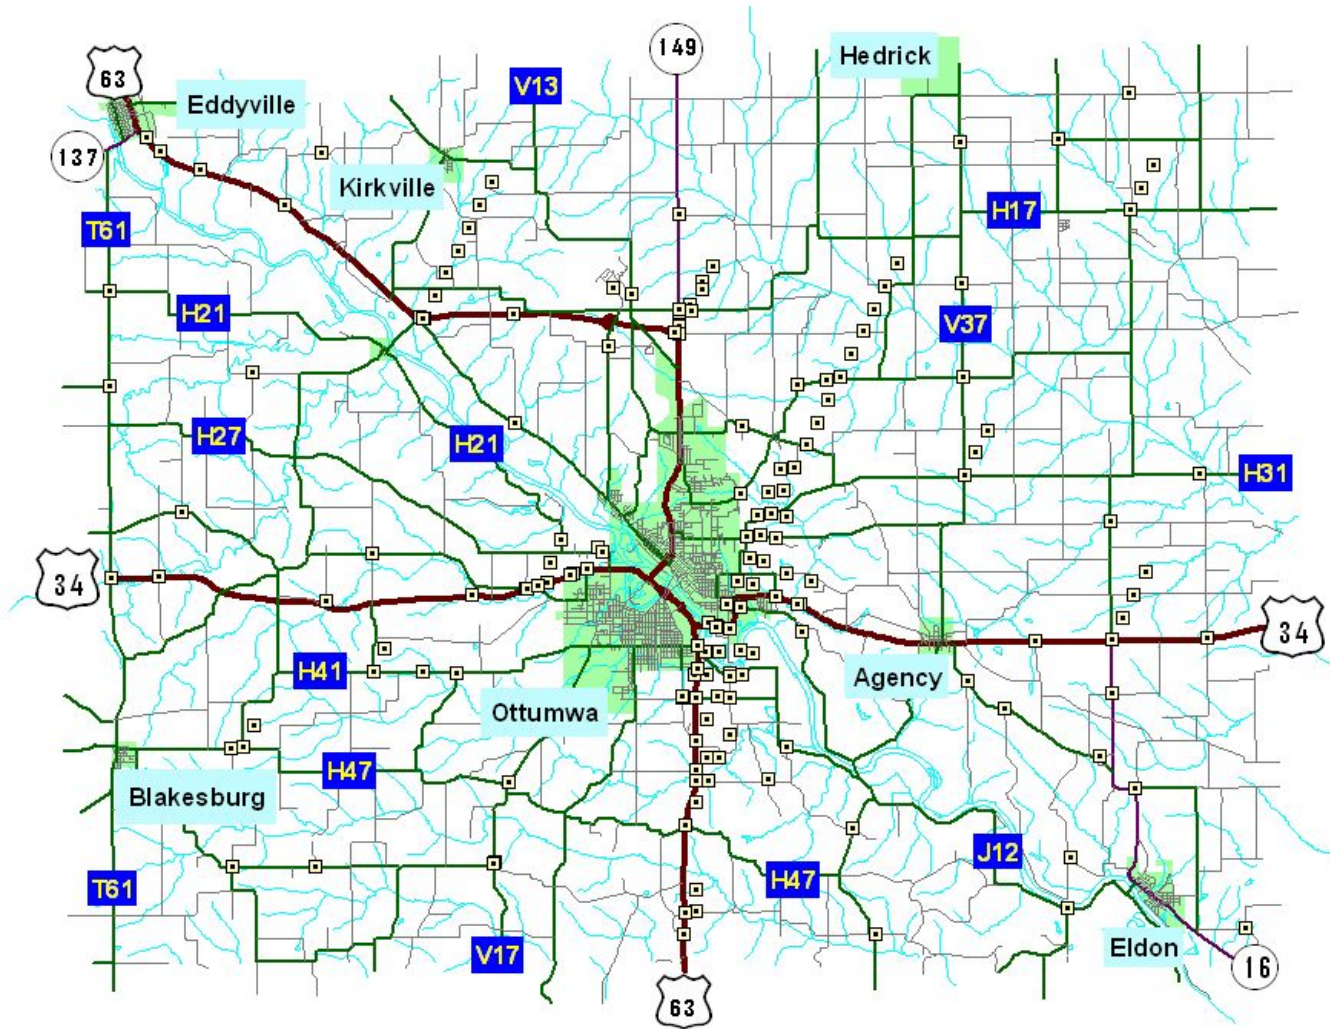 149
Hedrick
63
V13
Eddyville
137
Kirkville
H17
T61
H21
V37
H27
H21
H31
34
34
H41
Agency
Ottumwa
H47
Blakesburg
J12
H47
T61
Eldon
V17
16
63